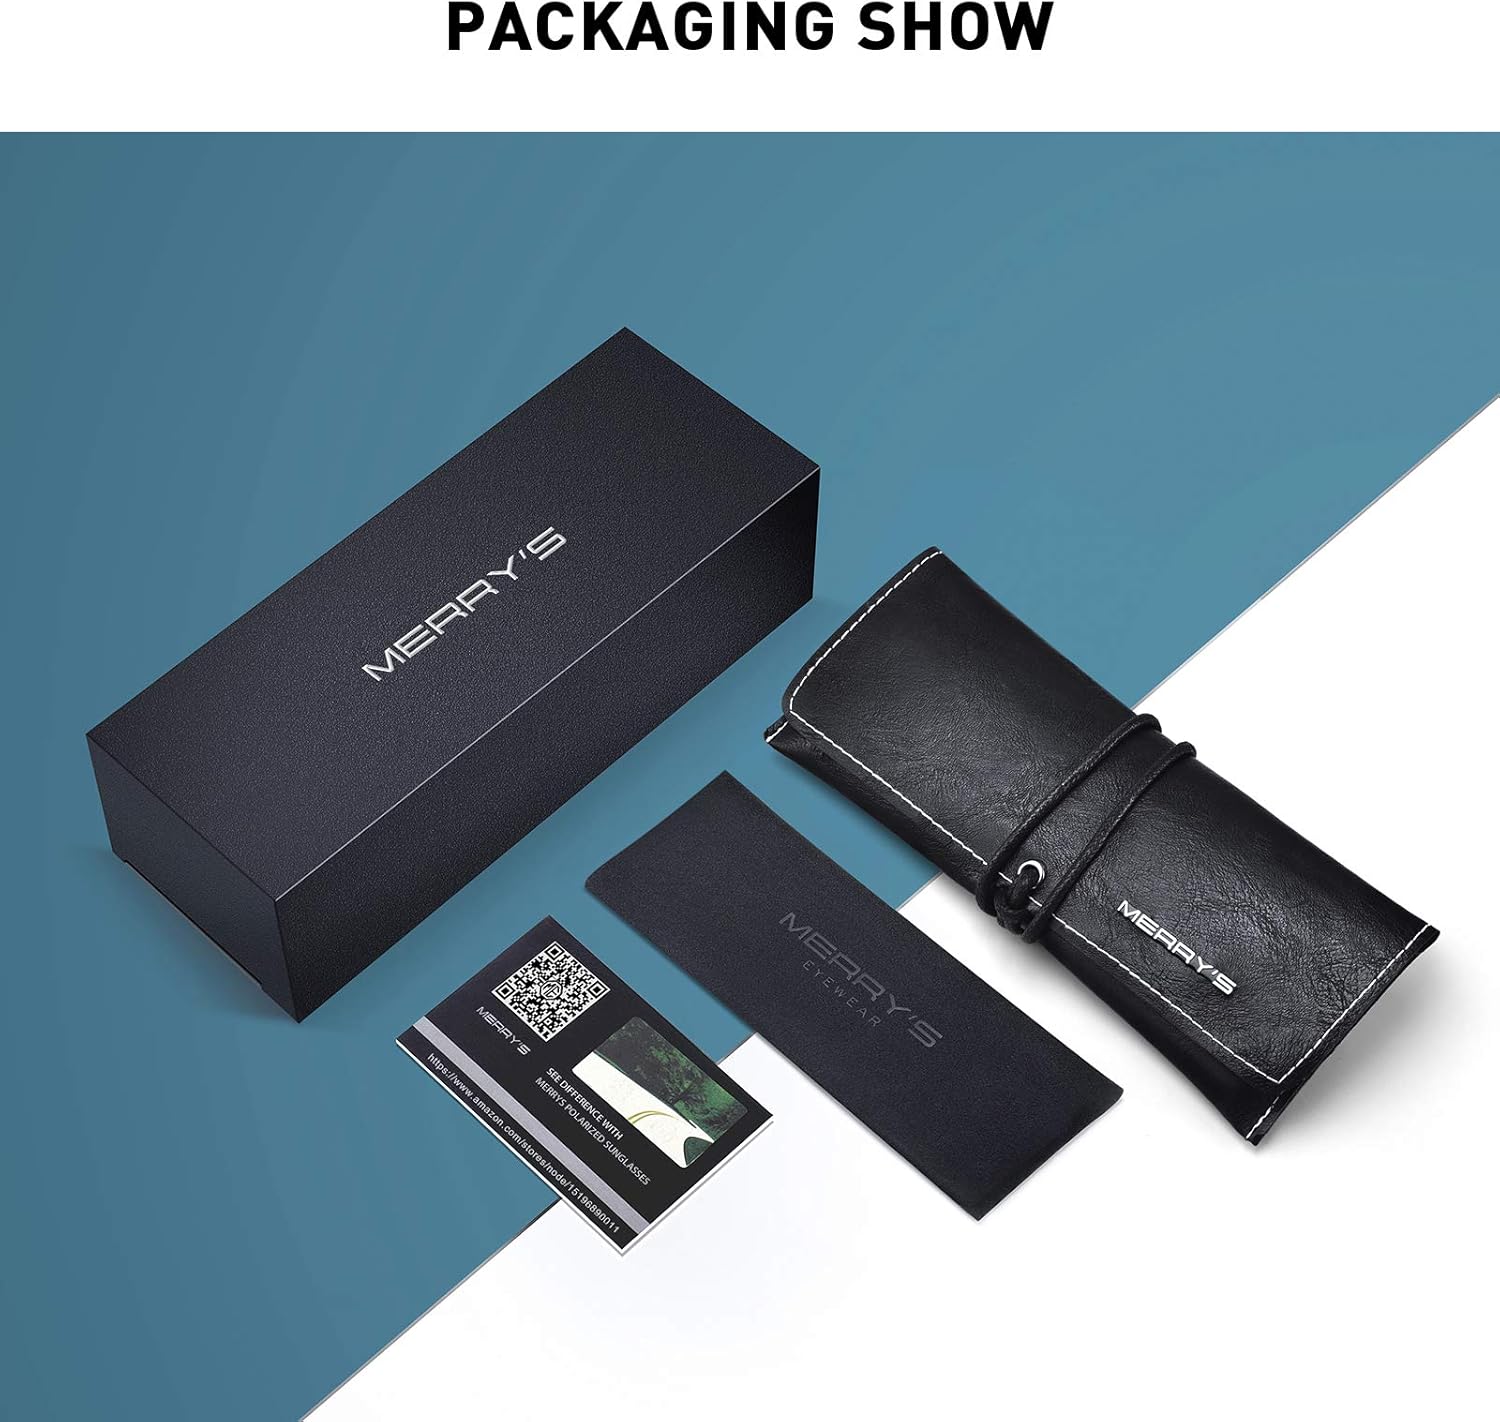 PACKAGING SHOW
MERRY'S
MERRY'S
MERRY'S
EYEWEAR
MERRY'S
SEE DIFFERENCE WITH
MERRYS POLARIZED SUNGLASSES
https://www.amazon.com/stores/node/15196890011